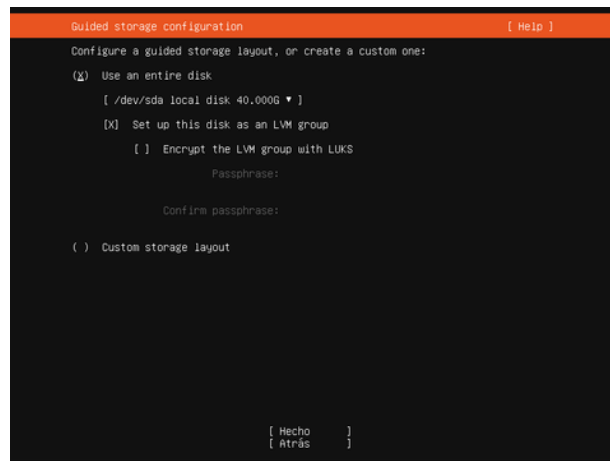 Guided storage configuration [ Help ]
Configure a guided storage layout, or create a custom one:
(X) Use an entire disk
[ /dev/sda local disk 40.000G ▾ ]
[X] Set up this disk as an LVM group
[ ] Encrypt the LVM group with LUKS
Passphrase:
Confirm passphrase:
( ) Custom storage layout
[ Hecho ]
[ Atrás ]